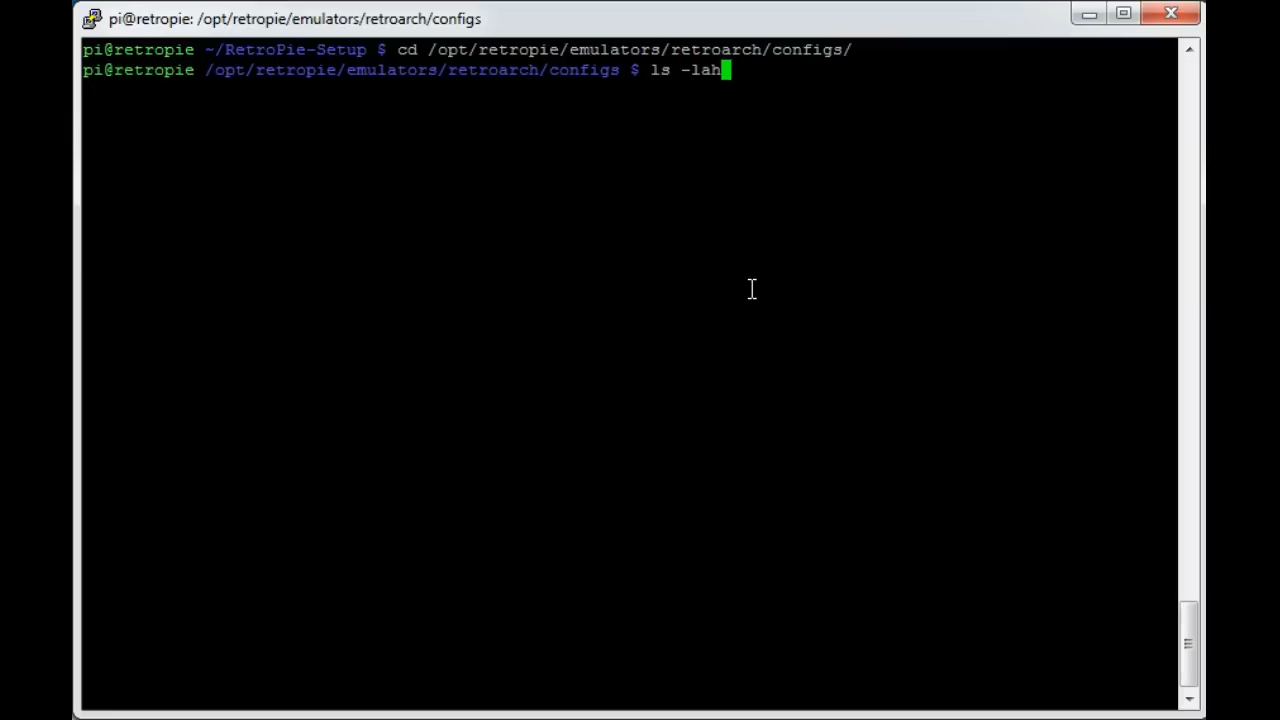 pi@retropie: /opt/retropie/emulators/retroarch/configs
pi@retropie ~/RetroPie-Setup $ cd /opt/retropie/emulators/retroarch/configs/
pi@retropie /opt/retropie/emulators/retroarch/configs $ ls -lah